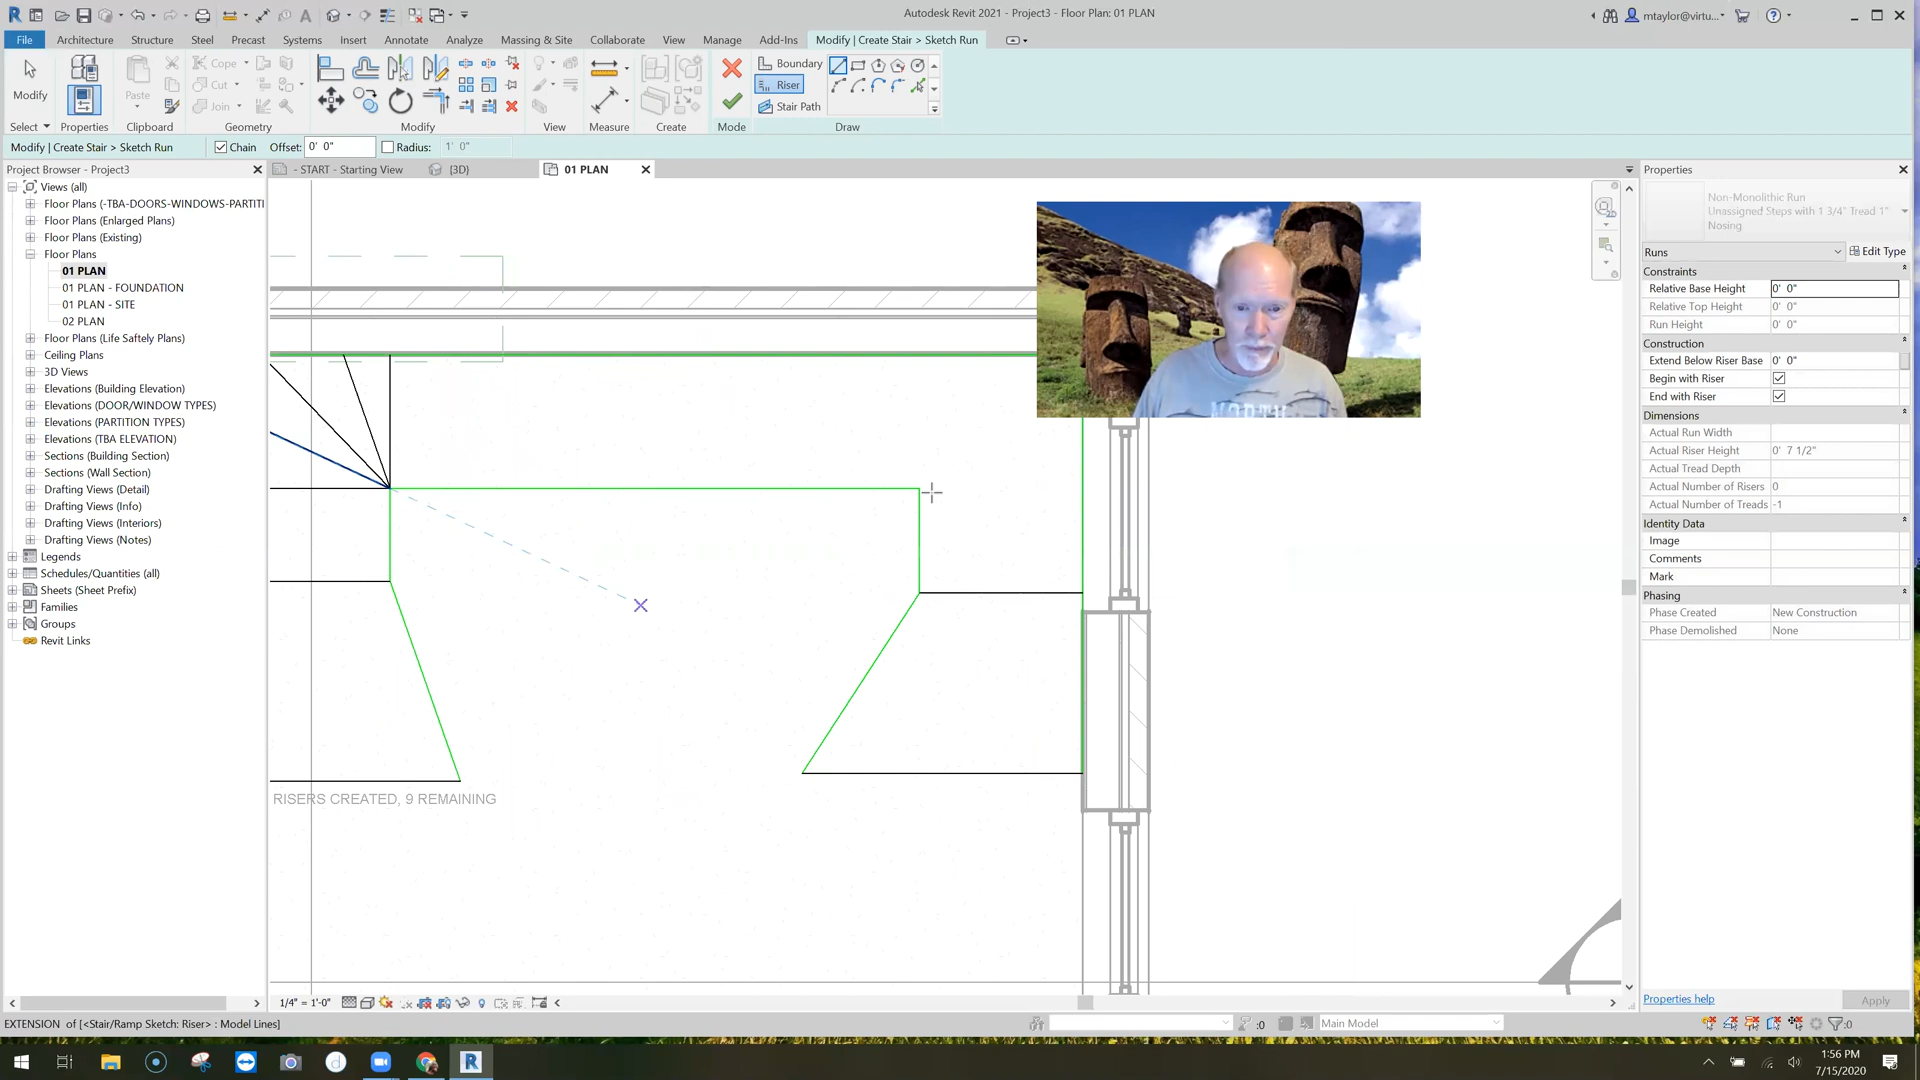 Autodesk Revit 2021 - Project3 - Floor Plan: 01 PLAN
mtaylor@virtu...
File Architecture Structure Steel Precast Systems Insert Annotate Analyze Massing & Site Collaborate View Manage Add-Ins Modify | Create Stair > Sketch Run
Cope
Cut
Join
Modify
Paste
Boundary
Riser
Stair Path
Select Properties Clipboard Geometry Modify View Measure Create Mode Draw
Modify | Create Stair > Sketch Run Chain Offset: 0' 0" Radius: 1' 0"
Project Browser - Project3
- START - Starting View
{3D}
01 PLAN
Views (all)
Floor Plans (-TBA-DOORS-WINDOWS-PARTITI
Floor Plans (Enlarged Plans)
Floor Plans (Existing)
Floor Plans
01 PLAN
01 PLAN - FOUNDATION
01 PLAN - SITE
02 PLAN
Floor Plans (Life Saftely Plans)
Ceiling Plans
3D Views
Elevations (Building Elevation)
Elevations (DOOR/WINDOW TYPES)
Elevations (PARTITION TYPES)
Elevations (TBA ELEVATION)
Sections (Building Section)
Sections (Wall Section)
Drafting Views (Detail)
Drafting Views (Info)
Drafting Views (Interiors)
Drafting Views (Notes)
Legends
Schedules/Quantities (all)
Sheets (Sheet Prefix)
Families
Groups
Revit Links
RISERS CREATED, 9 REMAINING
Properties
Non-Monolithic Run
Unassigned Steps with 1 3/4" Tread 1"
Nosing
Runs Edit Type
Constraints
Relative Base Height 0' 0"
Relative Top Height 0' 0"
Run Height 0' 0"
Construction
Extend Below Riser Base 0' 0"
Begin with Riser
End with Riser
Dimensions
Actual Run Width
Actual Riser Height 0' 7 1/2"
Actual Tread Depth
Actual Number of Risers 0
Actual Number of Treads -1
Identity Data
Image
Comments
Mark
Phasing
Phase Created New Construction
Phase Demolished None
Properties help Apply
1/4" = 1'-0"
EXTENSION of [<Stair/Ramp Sketch: Riser> : Model Lines]
:0
Main Model
:0
1:56 PM
7/15/2020